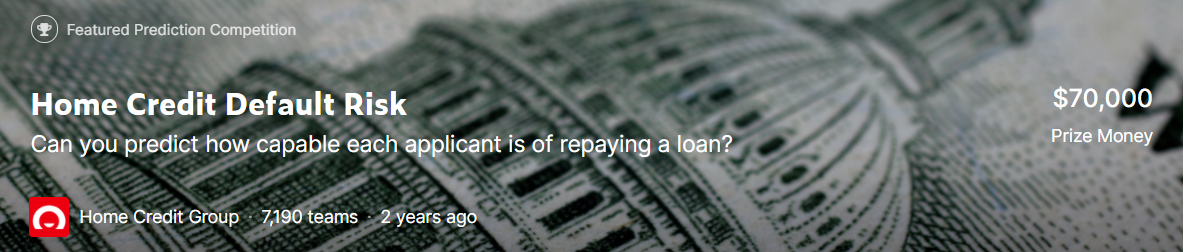 Featured Prediction Competition
Home Credit Default Risk
$70,000
Can you predict how capable each applicant is of repaying a loan?
Prize Money
Home Credit Group · 7,190 teams · 2 years ago